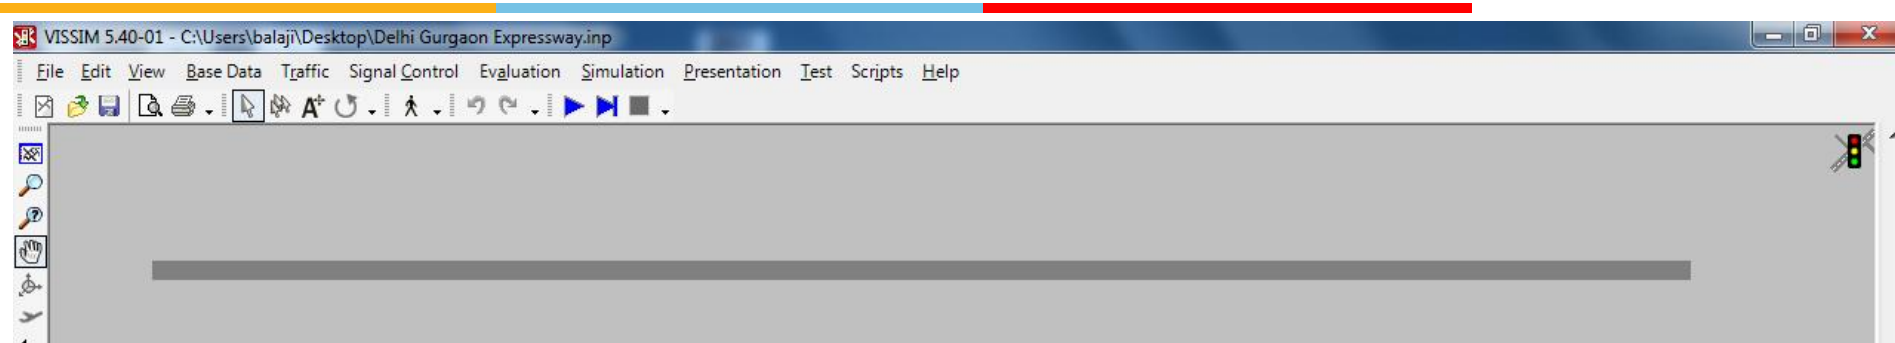 VISSIM 5.40-01 - C:\Users\balaji\Desktop\Delhi Gurgaon Expressway.inp
File Edit View Base Data Traffic Signal Control Evaluation Simulation Presentation Test Scripts Help